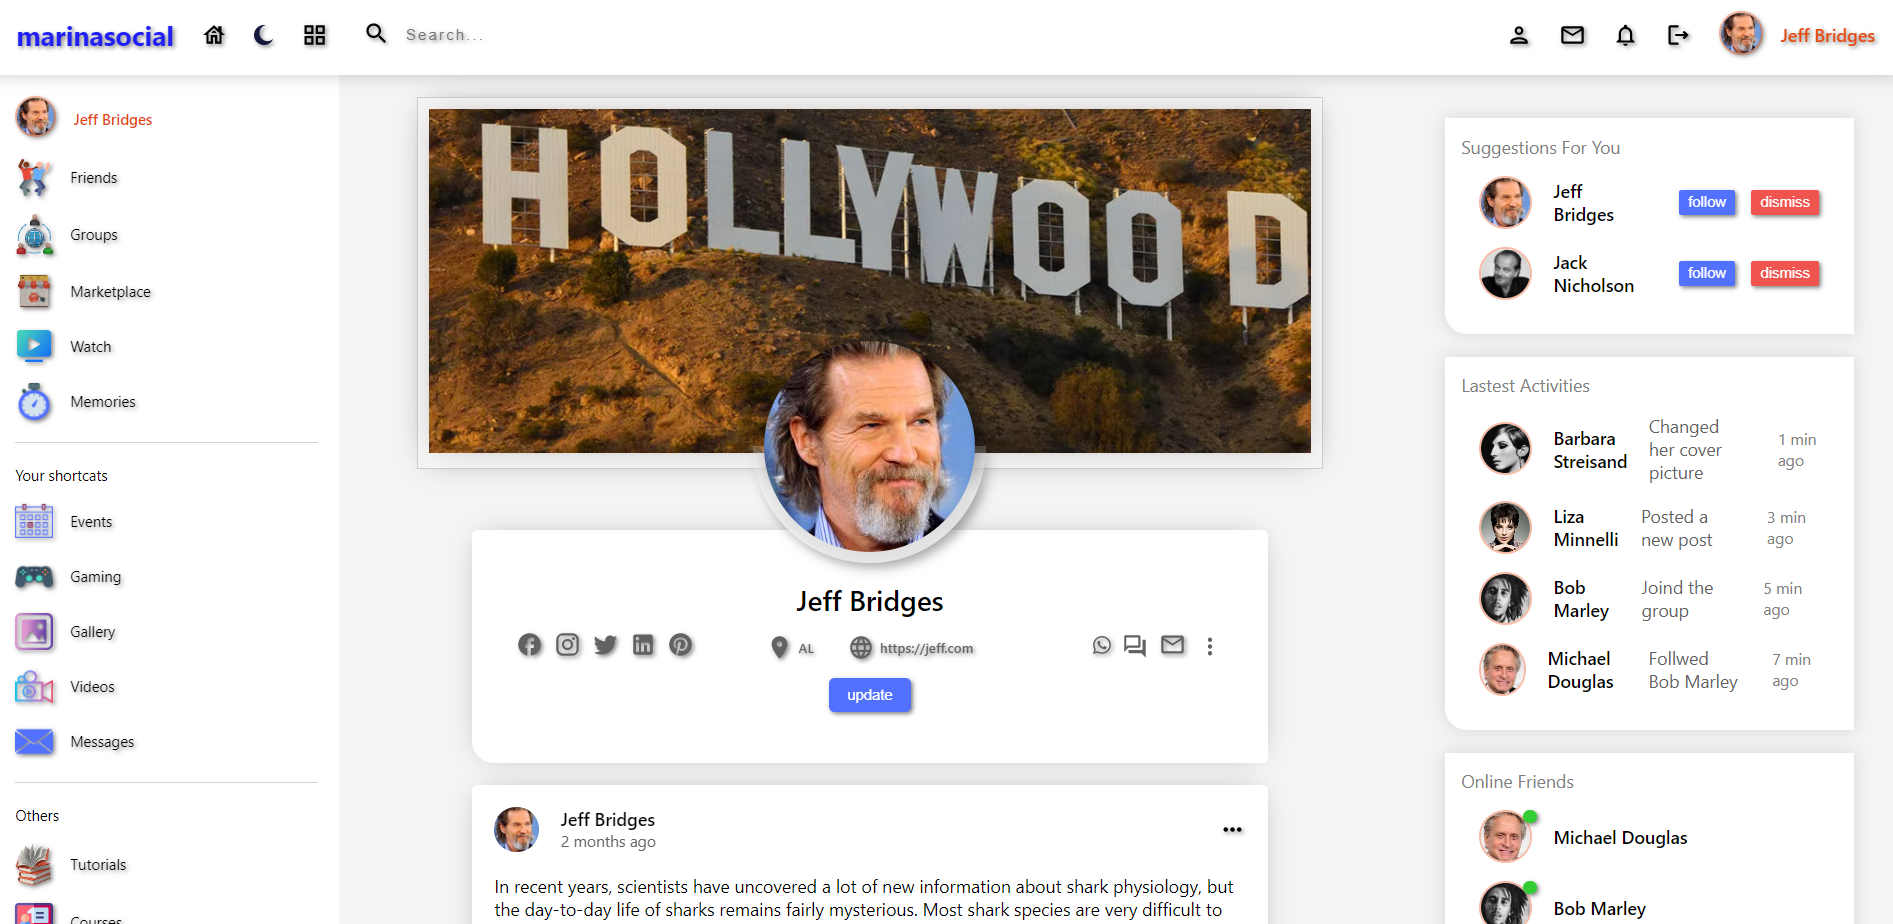 marinasocial
Search...
Jeff Bridges
Jeff Bridges
Friends
Groups
Marketplace
Watch
Memories
Your shortcats
Events
Gaming
Gallery
Videos
Messages
Others
Tutorials
Courses
HOLLYWOOD
Jeff Bridges
AL
https://jeff.com
update
Jeff Bridges
2 months ago
In recent years, scientists have uncovered a lot of new information about shark physiology, but
the day-to-day life of sharks remains fairly mysterious. Most shark species are very difficult to
Suggestions For You
Jeff
Bridges
follow
dismiss
Jack
Nicholson
follow
dismiss
Lastest Activities
Barbara
Streisand
Changed
her cover
picture
1 min
ago
Liza
Minnelli
Posted a
new post
3 min
ago
Bob
Marley
Joind the
group
5 min
ago
Michael
Douglas
Follwed
Bob Marley
7 min
ago
Online Friends
Michael Douglas
Bob Marley